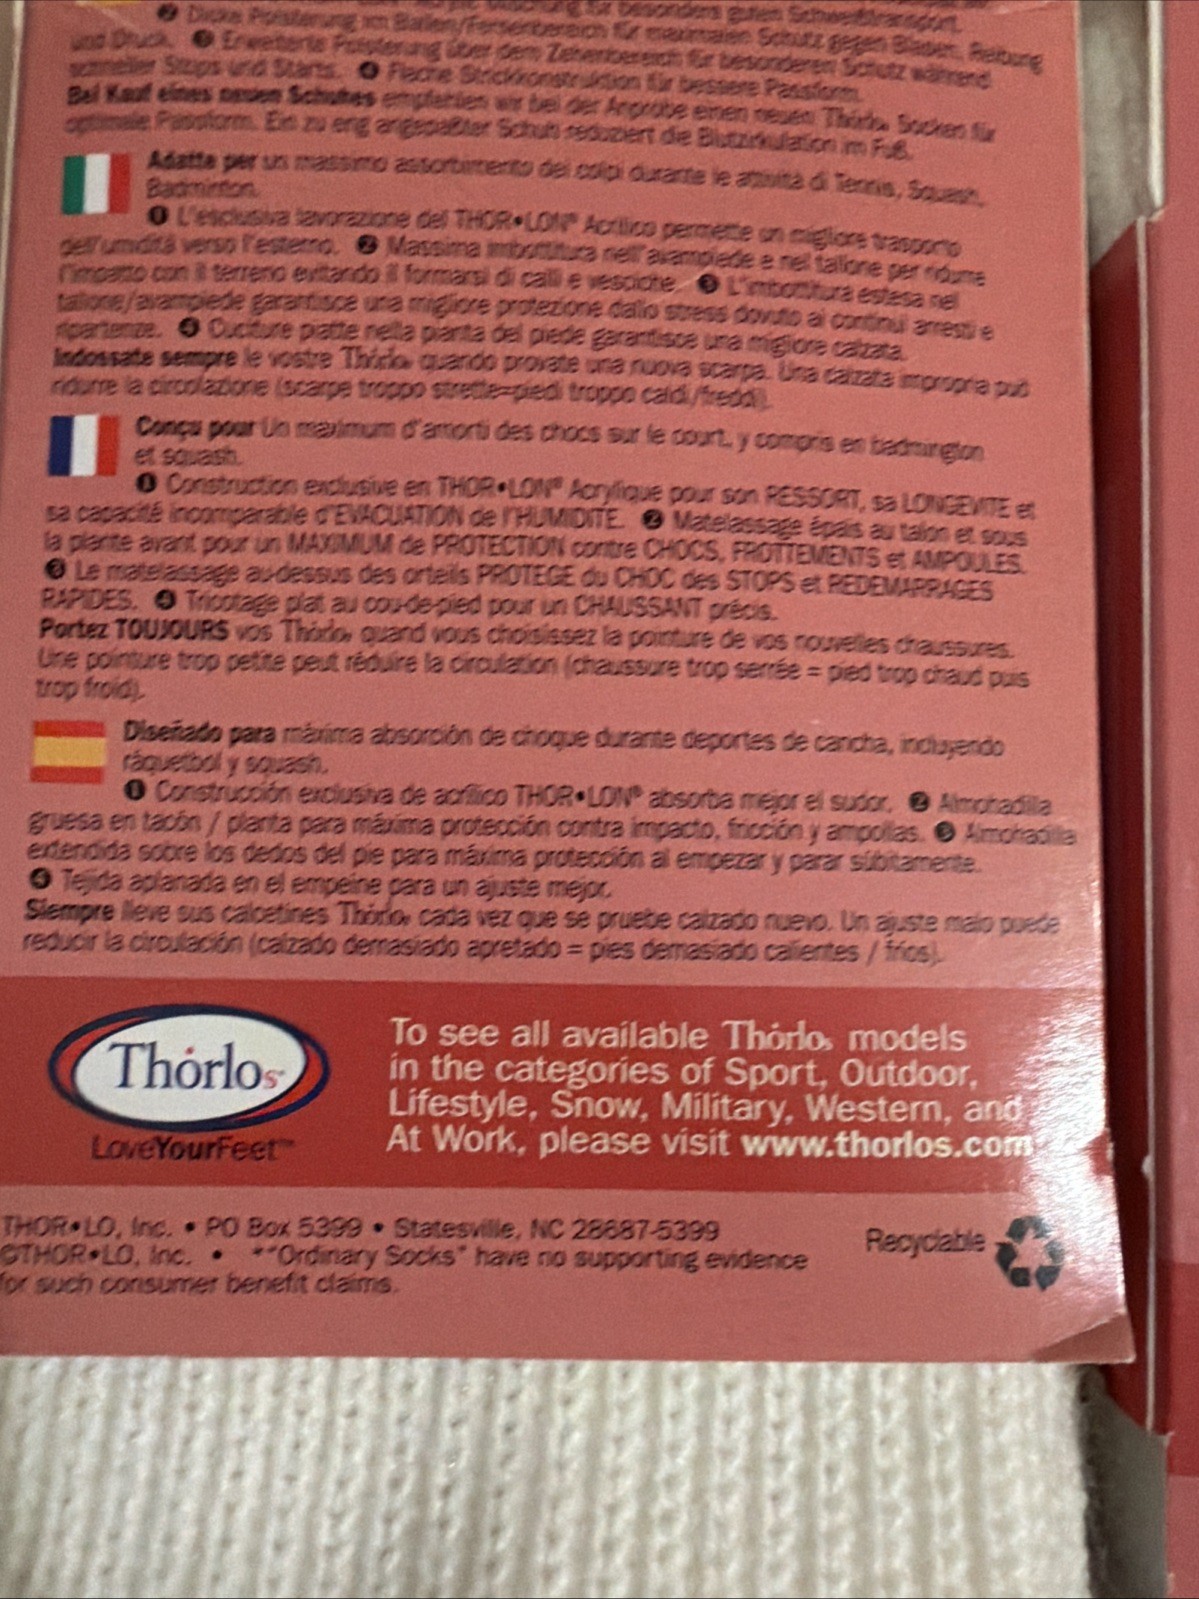 ❷ Dicke Polsterung im Ballen/Fersenbereich für maximalen Schutz gegen Blasen, Reibung
und Druck. ❸ Erweiterte Polsterung über dem Zehenbereich für besonderen Schutz während
schneller Stops und Starts. ❹ Flache Strickkonstruktion für bessere Passform.
Bei Kauf eines neuen Schuhes empfehlen wir bei der Anprobe einen neuen Thorlos Socken für
optimale Passform. Ein zu eng angepaßter Schuh reduziert die Blutzirkulation im Fuß.
Adatta per un massimo assorbimento dei colpi durante le attività di Tennis, Squash,
Badminton.
❶ L'esclusiva lavorazione del THOR•LON® Acrilico permette un migliore trasporto
dell'umidità verso l'esterno. ❷ Massima imbottitura nell'avampiede e nel tallone per ridurre
l'impatto con il terreno evitando il formarsi di calli e vesciche. ❸ L'imbottitura estesa nel
tallone/avampiede garantisce una migliore protezione dallo stress dovuto ai continui arresti e
ripartenze. ❹ Cuciture piatte nella pianta del piede garantisce una migliore calzata.
Indossate sempre le vostre Thorlos quando provate una nuova scarpa. Una calzata impropria può
ridurre la circolazione (scarpe troppo strette=piedi troppo caldi/freddi).
Conçu pour Un maximum d'amorti des chocs sur le court, y compris en badmington
et squash.
❶ Construction exclusive en THOR•LON® Acrylique pour son RESSORT, sa LONGEVITE et
sa capacité incomparable d'EVACUATION de l'HUMIDITE. ❷ Matelassage épais au talon et sous
la plante avant pour un MAXIMUM de PROTECTION contre CHOCS, FROTTEMENTS et AMPOULES.
❸ Le matelassage au-dessus des orteils PROTEGE du CHOC des STOPS et REDEMARRAGES
RAPIDES. ❹ Tricotage plat au cou-de-pied pour un CHAUSSANT précis.
Portez TOUJOURS vos Thorlos quand vous choisissez la pointure de vos nouvelles chaussures.
Une pointure trop petite peut réduire la circulation (chaussure trop serrée = pied trop chaud puis
trop froid).
Diseñado para màxima absorción de choque durante deportes de cancha, incluyendo
ràquetbol y squash.
❶ Construcción exclusiva de acrílico THOR•LON® absorba mejor el sudor. ❷ Almohadilla
gruesa en tacón / planta para máxima protección contra impacto, fricción y ampollas. ❸ Almohadilla
extendida sobre los dedos del pie para máxima protección al empezar y parar súbitamente.
❹ Tejida aplanada en el empeine para un ajuste mejor.
Siempre lleve sus calcetines Thorlos cada vez que se pruebe calzado nuevo. Un ajuste malo puede
reducir la circulación (calzado demasiado apretado = pies demasiado calientes / fríos).
Thorlos™
LoveYourFeet™
To see all available Thorlos models
in the categories of Sport, Outdoor,
Lifestyle, Snow, Military, Western, and
At Work, please visit www.thorlos.com
THOR•LO, Inc. • PO Box 5399 • Statesville, NC 28687-5399
©THOR•LO, Inc. • *"Ordinary Socks" have no supporting evidence
for such consumer benefit claims.
Recyclable